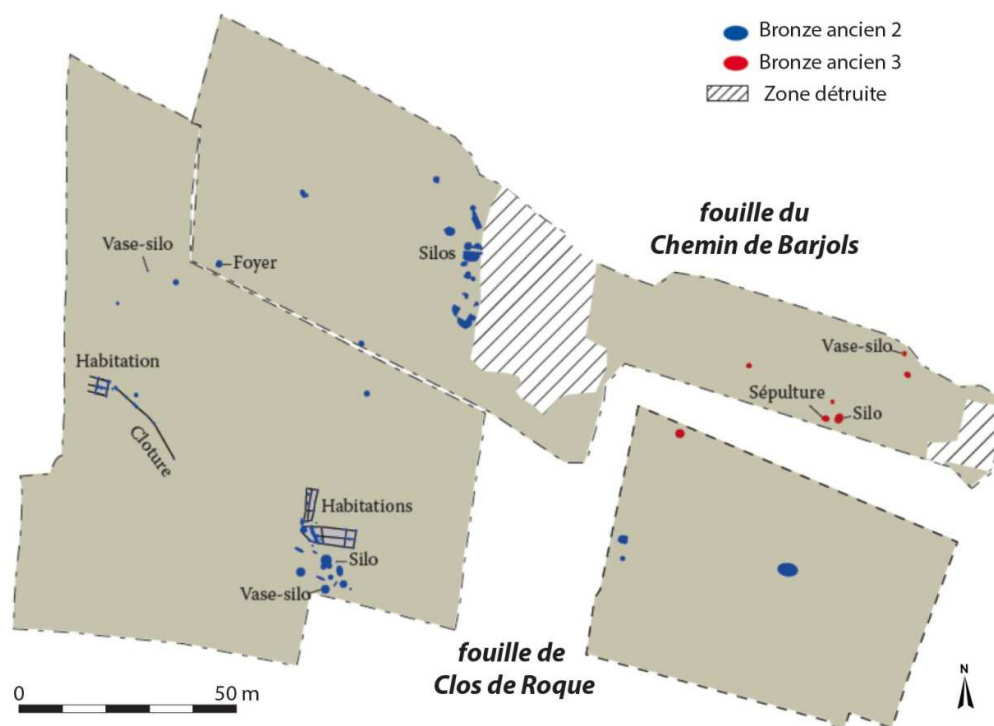 Bronze ancien 2
Bronze ancien 3
Zone détruite
fouille du
Chemin de Barjols
Vase-silo
Foyer
Silos
Vase-silo
Habitation
Sépulture
Silo
Cloture
Habitations
Silo
Vase-silo
fouille de
Clos de Roque
0
50 m
N